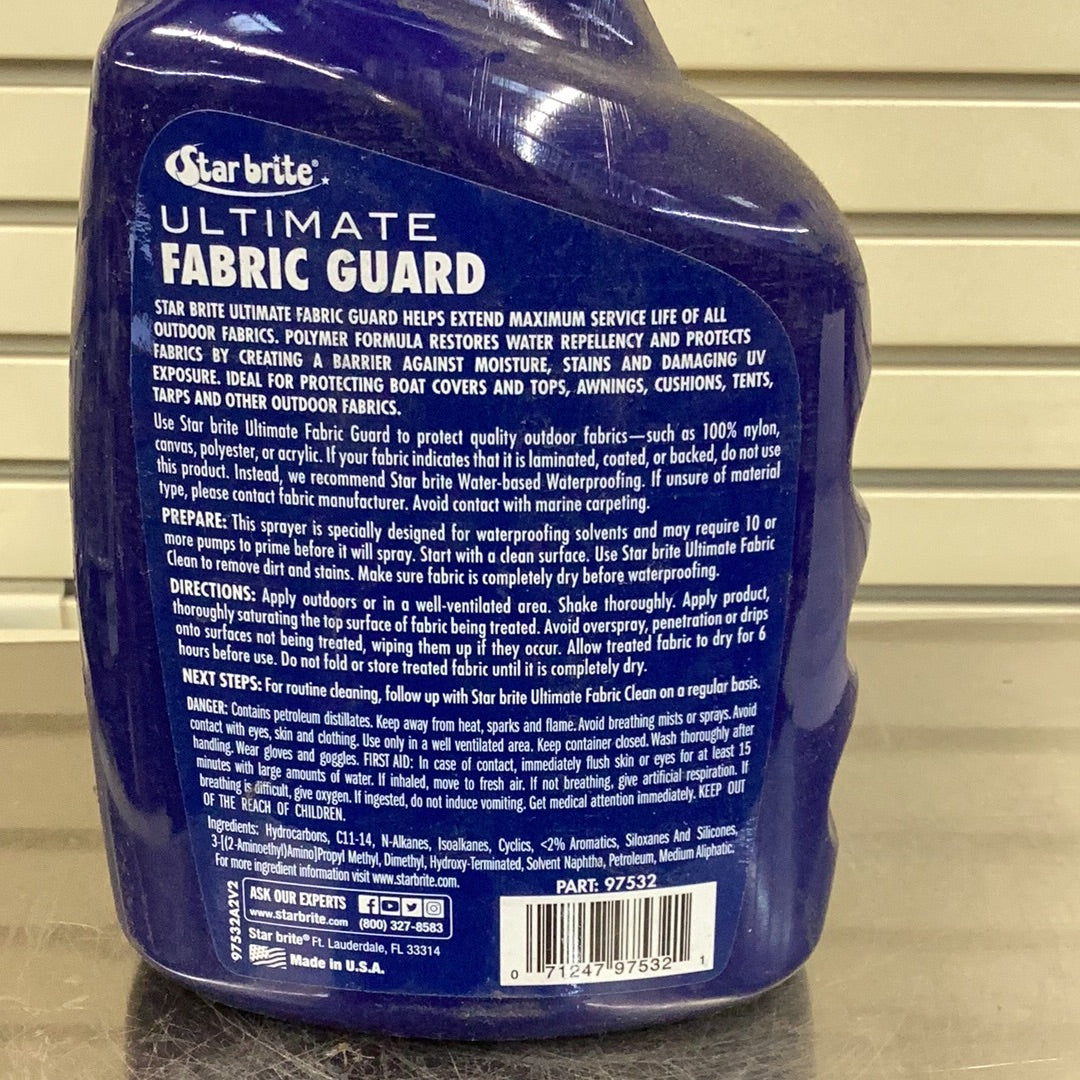 Star brite®
ULTIMATE
FABRIC GUARD
STAR BRITE ULTIMATE FABRIC GUARD HELPS EXTEND MAXIMUM SERVICE LIFE OF ALL
OUTDOOR FABRICS. POLYMER FORMULA RESTORES WATER REPELLENCY AND PROTECTS
FABRICS BY CREATING A BARRIER AGAINST MOISTURE, STAINS AND DAMAGING UV
EXPOSURE. IDEAL FOR PROTECTING BOAT COVERS AND TOPS, AWNINGS, CUSHIONS, TENTS,
TARPS AND OTHER OUTDOOR FABRICS.
Use Star brite Ultimate Fabric Guard to protect quality outdoor fabrics—such as 100% nylon,
canvas, polyester, or acrylic. If your fabric indicates that it is laminated, coated, or backed, do not use
this product. Instead, we recommend Star brite Water-based Waterproofing. If unsure of material
type, please contact fabric manufacturer. Avoid contact with marine carpeting.
PREPARE: This sprayer is specially designed for waterproofing solvents and may require 10 or
more pumps to prime before it will spray. Start with a clean surface. Use Star brite Ultimate Fabric
Clean to remove dirt and stains. Make sure fabric is completely dry before waterproofing.
DIRECTIONS: Apply outdoors or in a well-ventilated area. Shake thoroughly. Apply product,
thoroughly saturating the top surface of fabric being treated. Avoid overspray, penetration or drips
onto surfaces not being treated, wiping them up if they occur. Allow treated fabric to dry for 6
hours before use. Do not fold or store treated fabric until it is completely dry.
NEXT STEPS: For routine cleaning, follow up with Star brite Ultimate Fabric Clean on a regular basis.
DANGER: Contains petroleum distillates. Keep away from heat, sparks and flame. Avoid breathing mists or sprays. Avoid
contact with eyes, skin and clothing. Use only in a well ventilated area. Keep container closed. Wash thoroughly after
handling. Wear gloves and goggles. FIRST AID: In case of contact, immediately flush skin or eyes for at least 15
minutes with large amounts of water. If inhaled, move to fresh air. If not breathing, give artificial respiration. If
breathing is difficult, give oxygen. If ingested, do not induce vomiting. Get medical attention immediately. KEEP OUT
OF THE REACH OF CHILDREN.
Ingredients: Hydrocarbons, C11-14, N-Alkanes, Isoalkanes, Cyclics, <2% Aromatics, Siloxanes And Silicones,
3-[(2-Aminoethyl)Amino]Propyl Methyl, Dimethyl, Hydroxy-Terminated, Solvent Naphtha, Petroleum, Medium Aliphatic.
For more ingredient information visit www.starbrite.com.
PART: 97532
97532A2V2
ASK OUR EXPERTS
www.starbrite.com (800) 327-8583
Star brite® Ft. Lauderdale, FL 33314
Made in U.S.A.
0 71247 97532 1